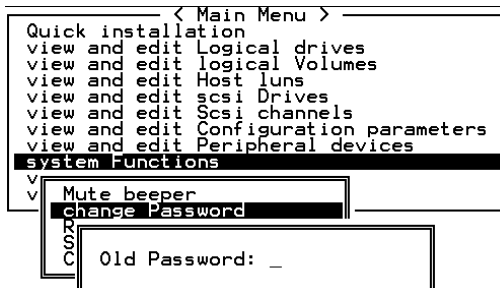 < Main Menu >
Quick installation
view and edit Logical drives
view and edit logical Volumes
view and edit Host luns
view and edit scsi Drives
view and edit Scsi channels
view and edit Configuration parameters
view and edit Peripheral devices
system Functions
v
v
Mute beeper
change Password
R
S
C
Old Password: _